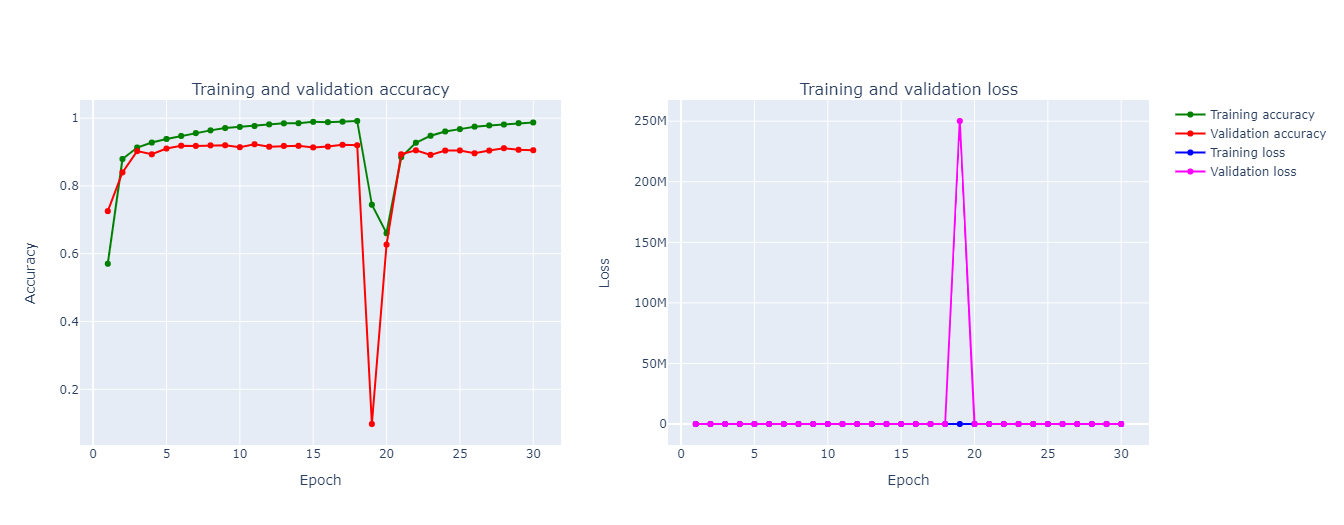 Training and validation accuracy
1
0.8
0.6
0.4
0.2
Accuracy
0 5 10 15 20 25 30
Epoch
Training and validation loss
250M
200M
150M
100M
50M
0
Loss
0 5 10 15 20 25 30
Epoch
Training accuracy
Validation accuracy
Training loss
Validation loss